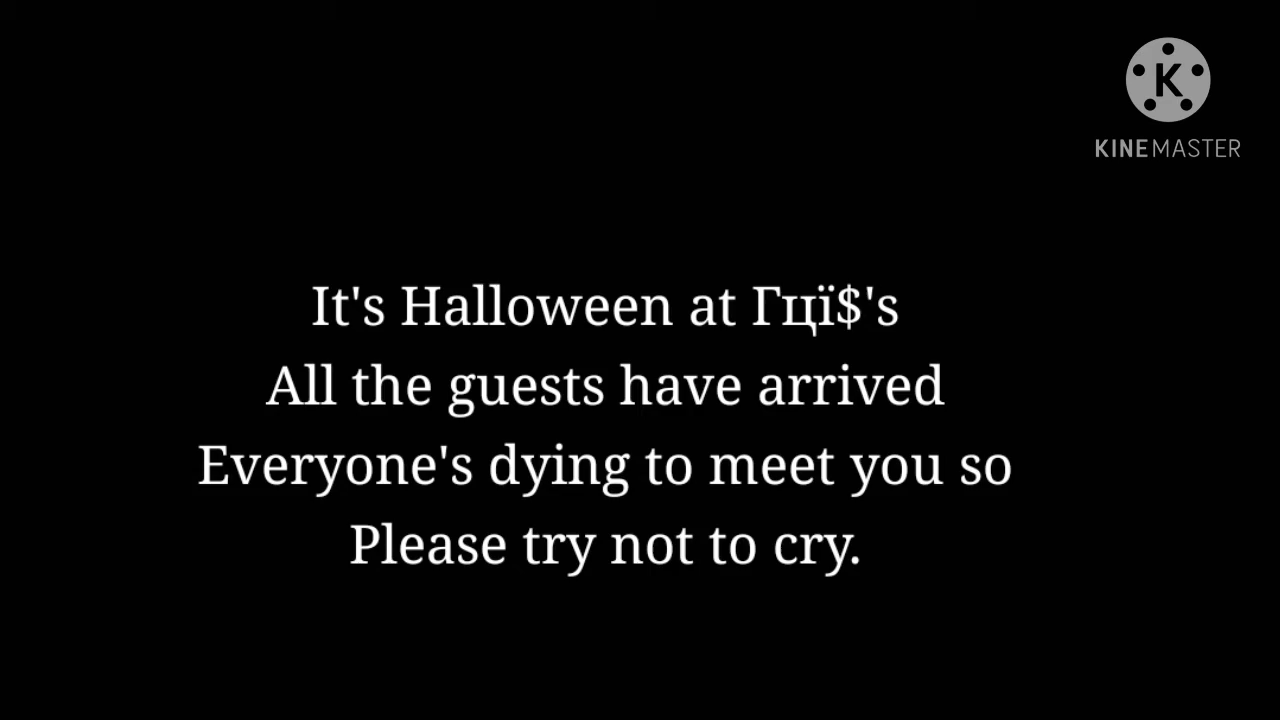 K
KINEMASTER
It's Halloween at Гцї$'s
All the guests have arrived
Everyone's dying to meet you so
Please try not to cry.